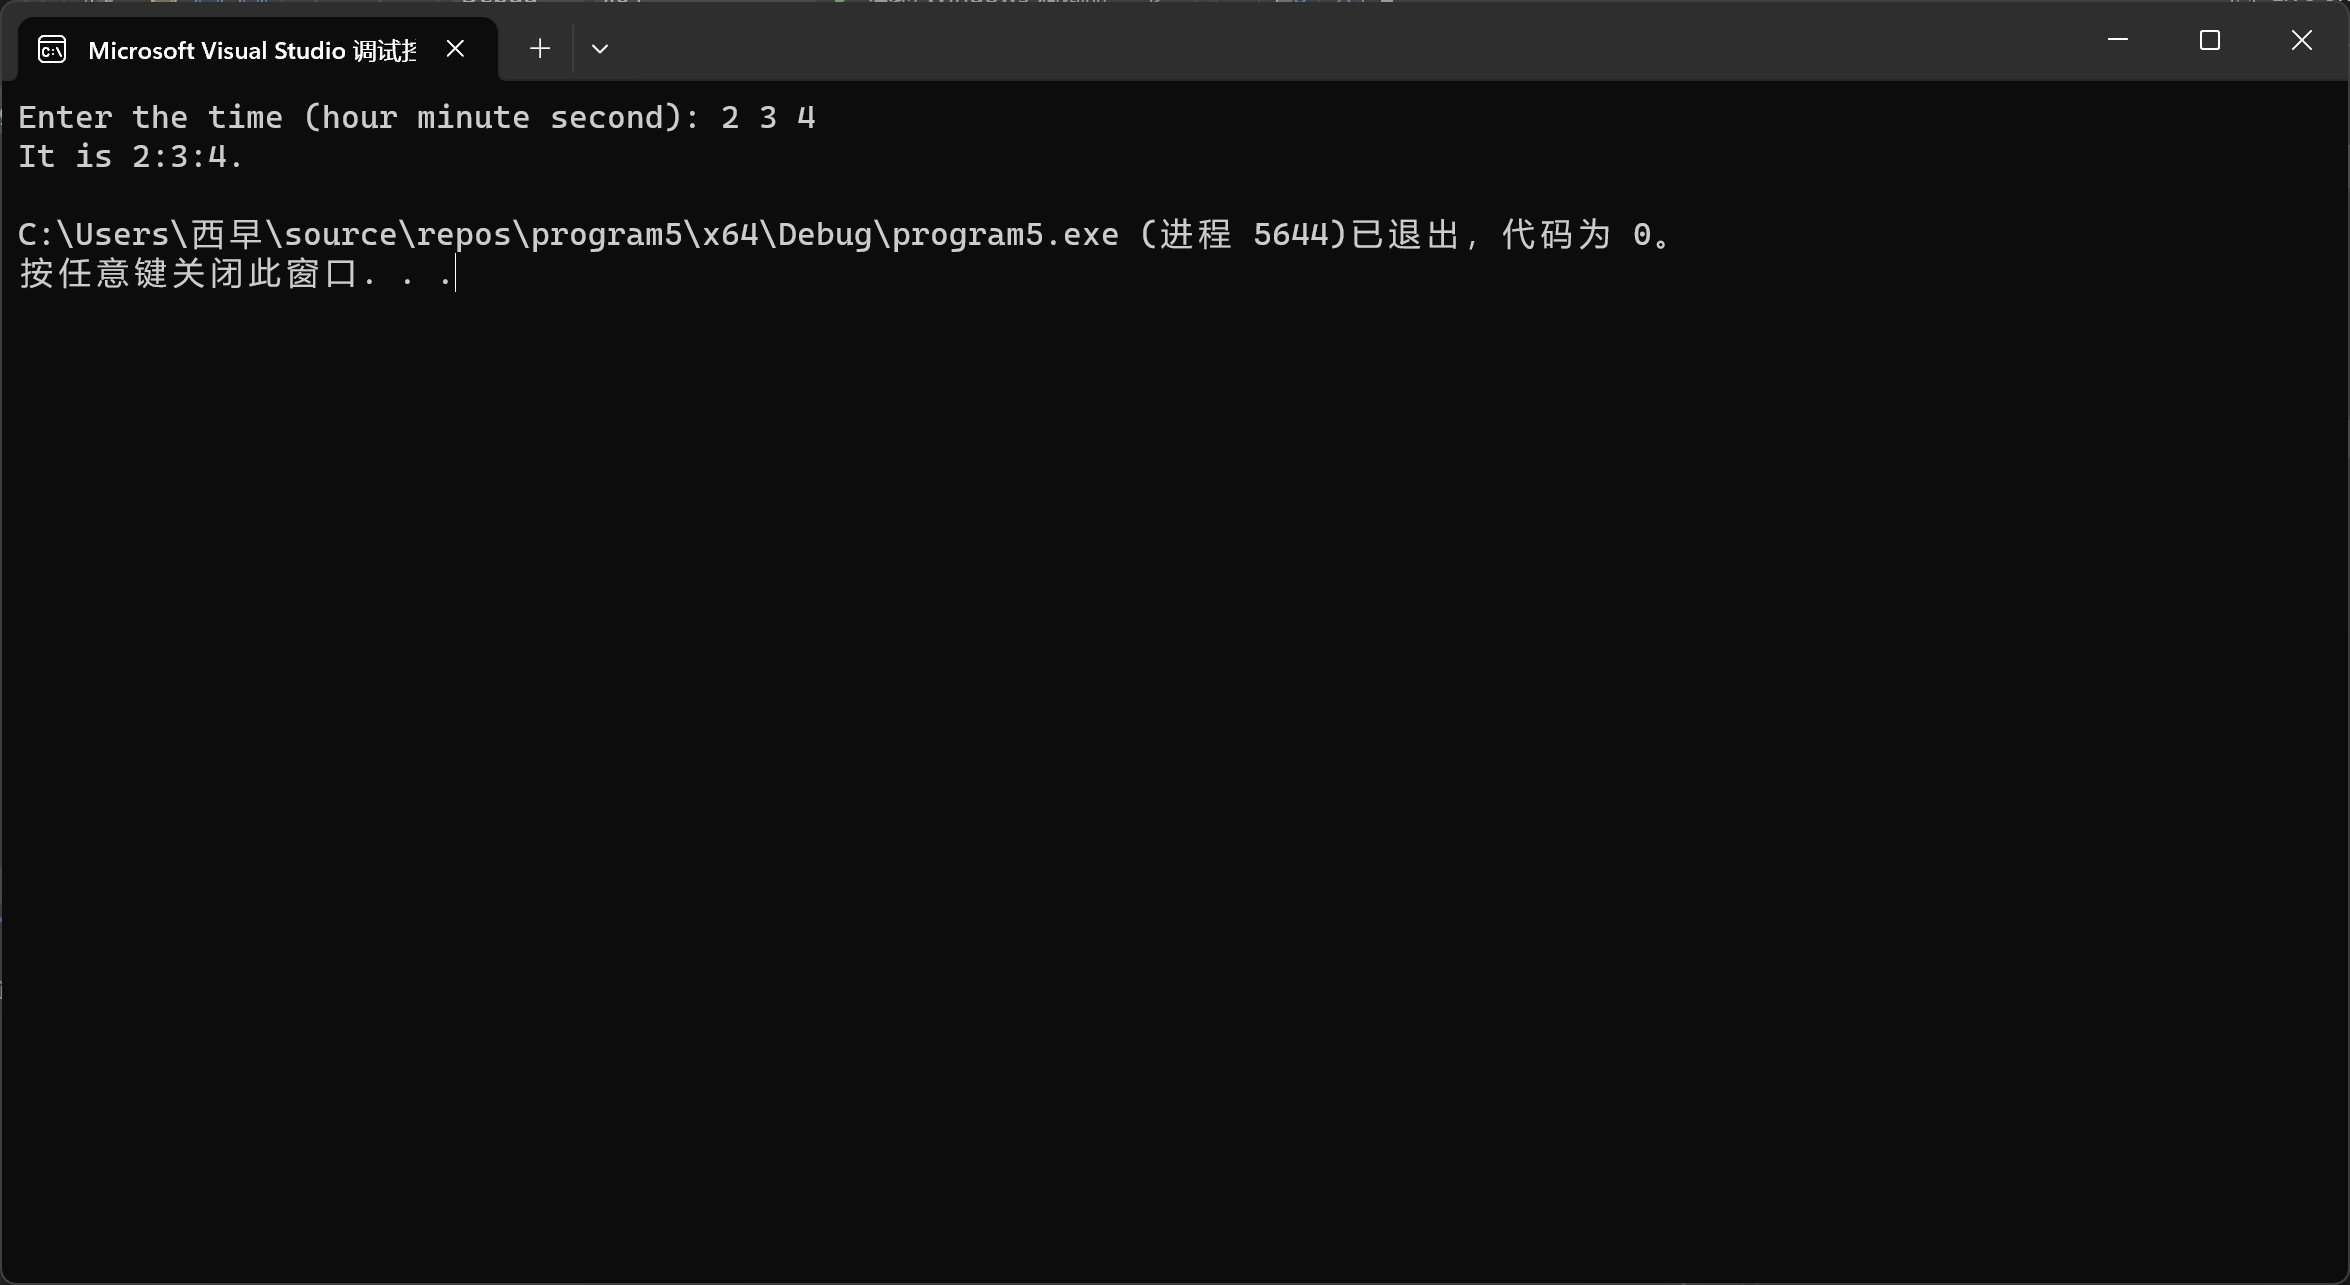 Microsoft Visual Studio 调试
Enter the time (hour minute second): 2 3 4
It is 2:3:4.
C:\Users\西早\source\repos\program5\x64\Debug\program5.exe (进程 5644)已退出，代码为 0。
按任意键关闭此窗口. . .